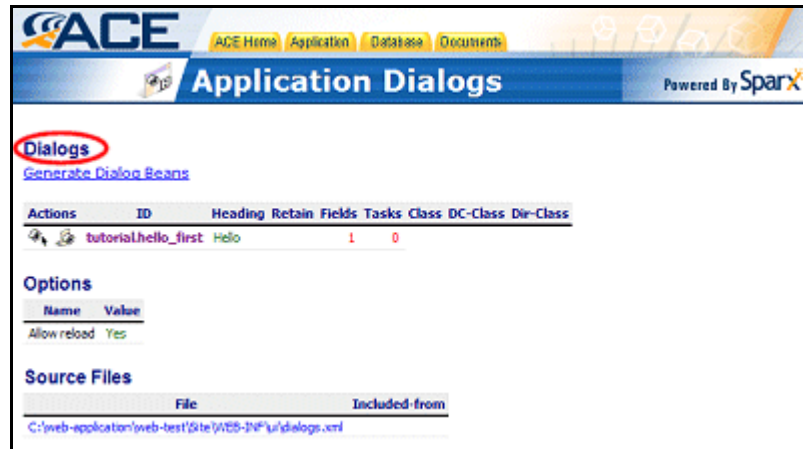 ACE
ACE Home Application Database Documents
Application Dialogs
Powered By Sparx
Dialogs
Generate Dialog Beans
Actions ID Heading Retain Fields Tasks Class DC-Class Dir-Class
tutorial.hello_first Hello 1 0
Options
Name Value
Allow reload Yes
Source Files
File Included-from
C:\web-application\web-test\Site\WEB-INF\ui\dialogs.xml